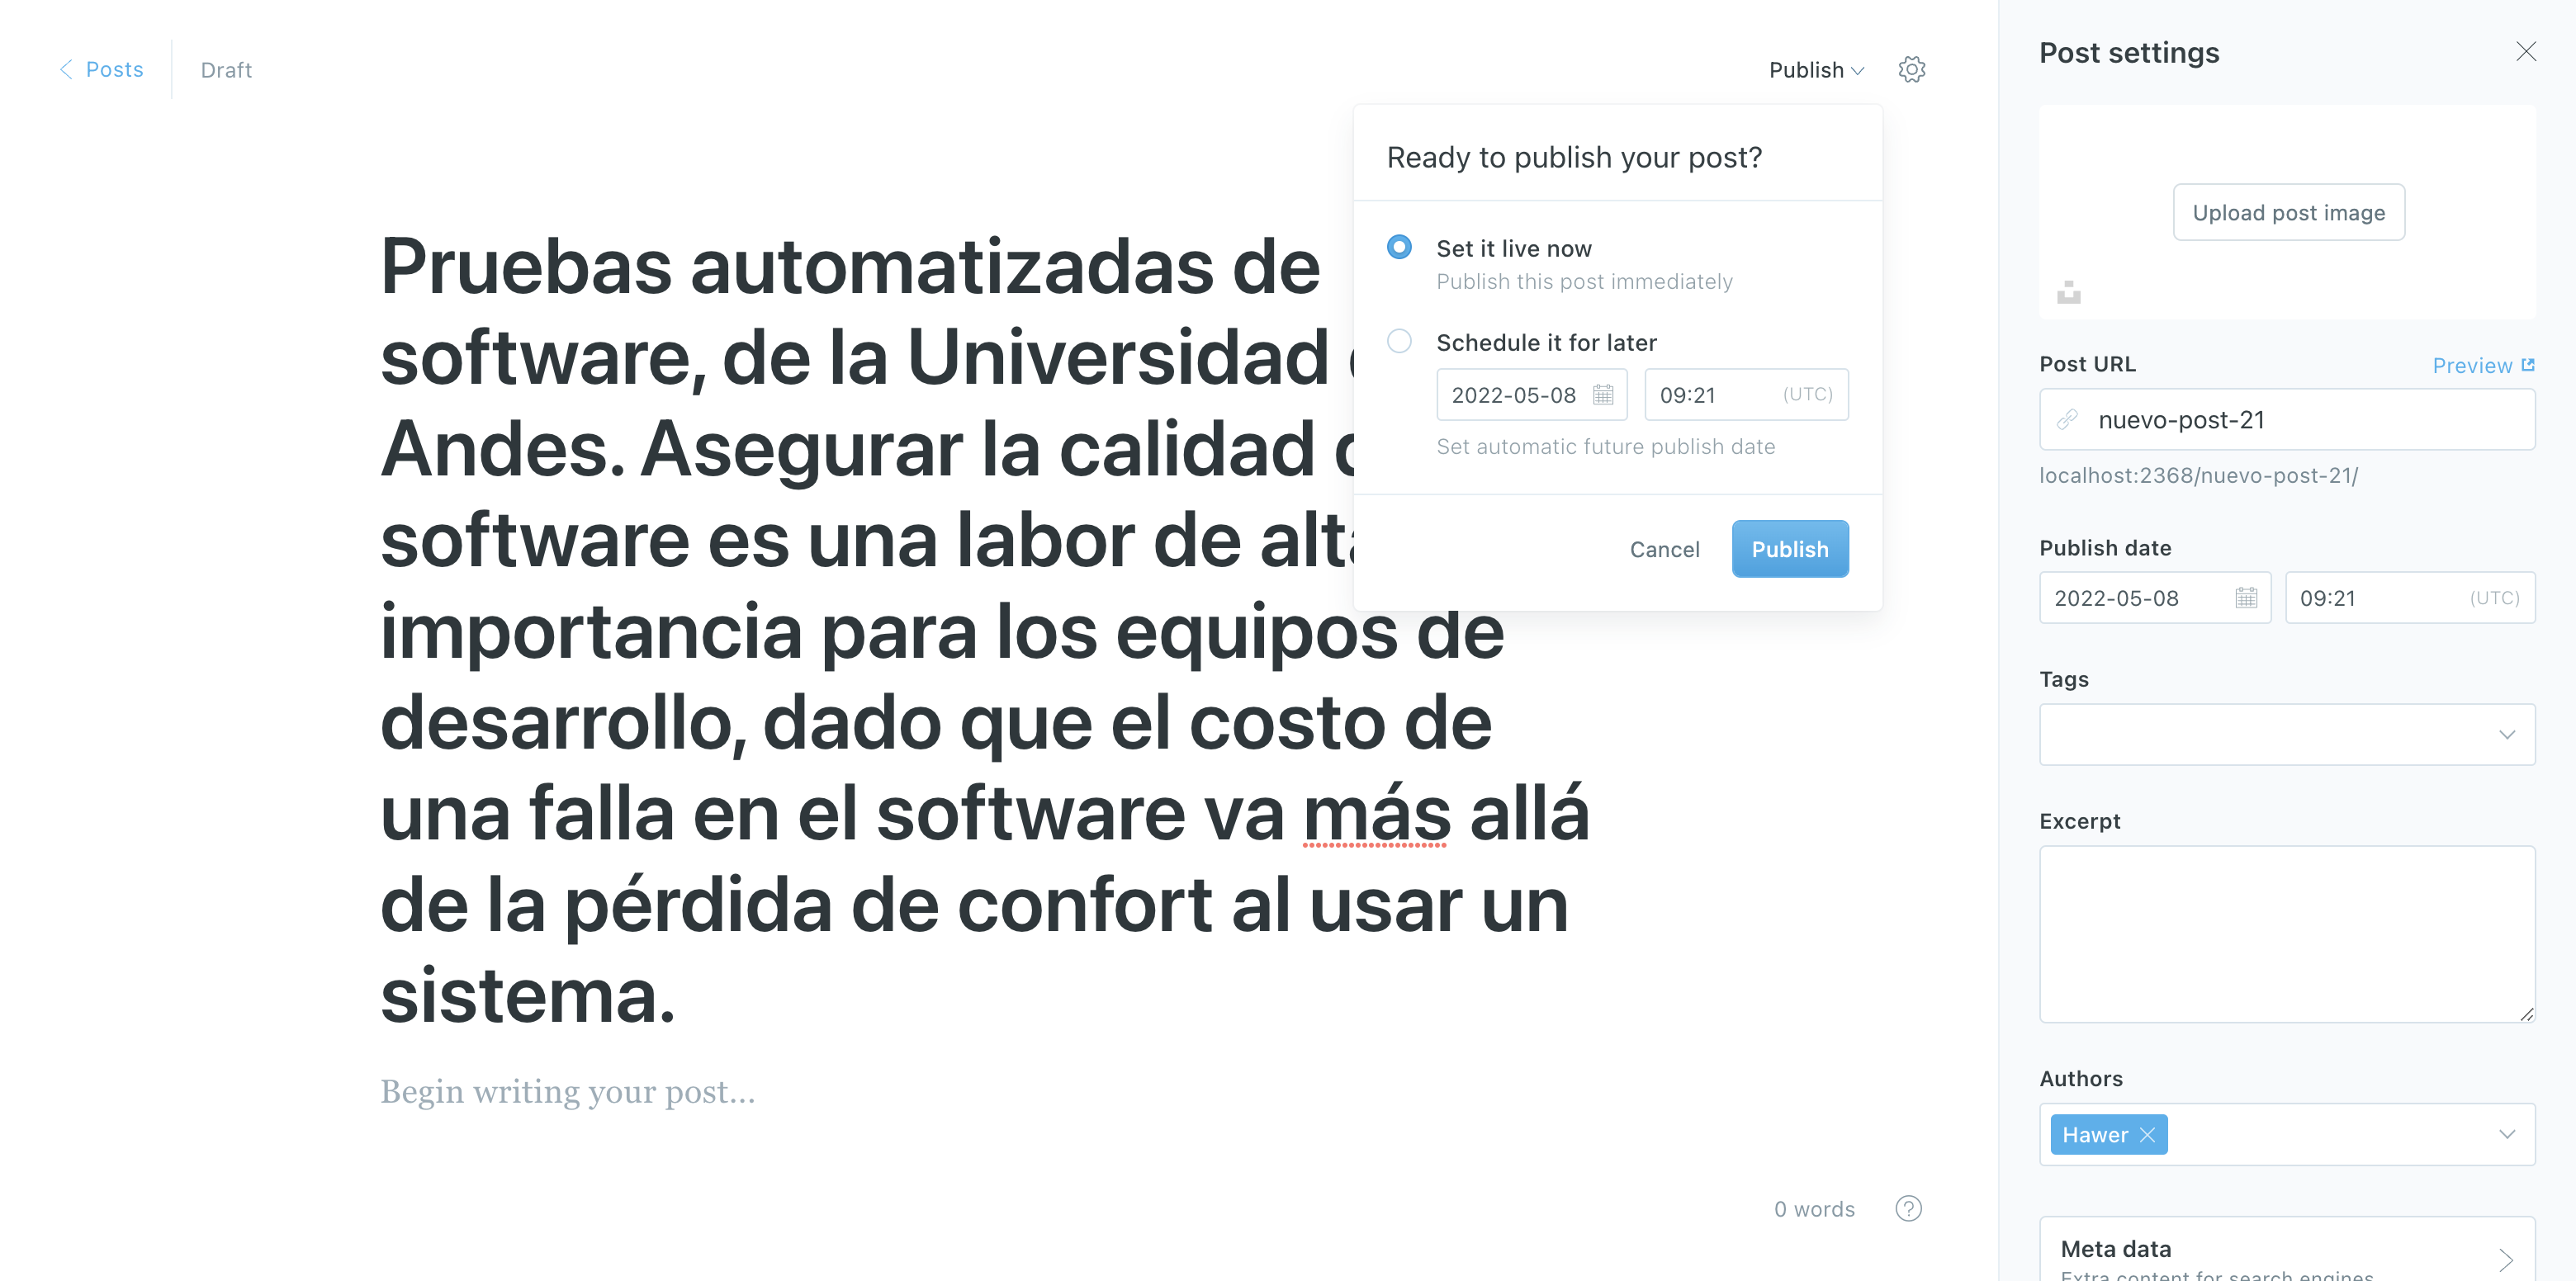 Posts
Draft
Publish
Ready to publish your post?
Set it live now
Publish this post immediately
Schedule it for later
2022-05-08
09:21 (UTC)
Set automatic future publish date
Cancel
Publish
Pruebas automatizadas de
software, de la Universidad
Andes. Asegurar la calidad
software es una labor de
importancia para los equipos de
desarrollo, dado que el costo de
una falla en el software va más allá
de la pérdida de confort al usar un
sistema.
Begin writing your post...
0 words
?
Post settings
Upload post image
Post URL
Preview
nuevo-post-21
localhost:2368/nuevo-post-21/
Publish date
2022-05-08
09:21 (UTC)
Tags
Excerpt
Authors
Hawer
Meta data
Extra content for search engines